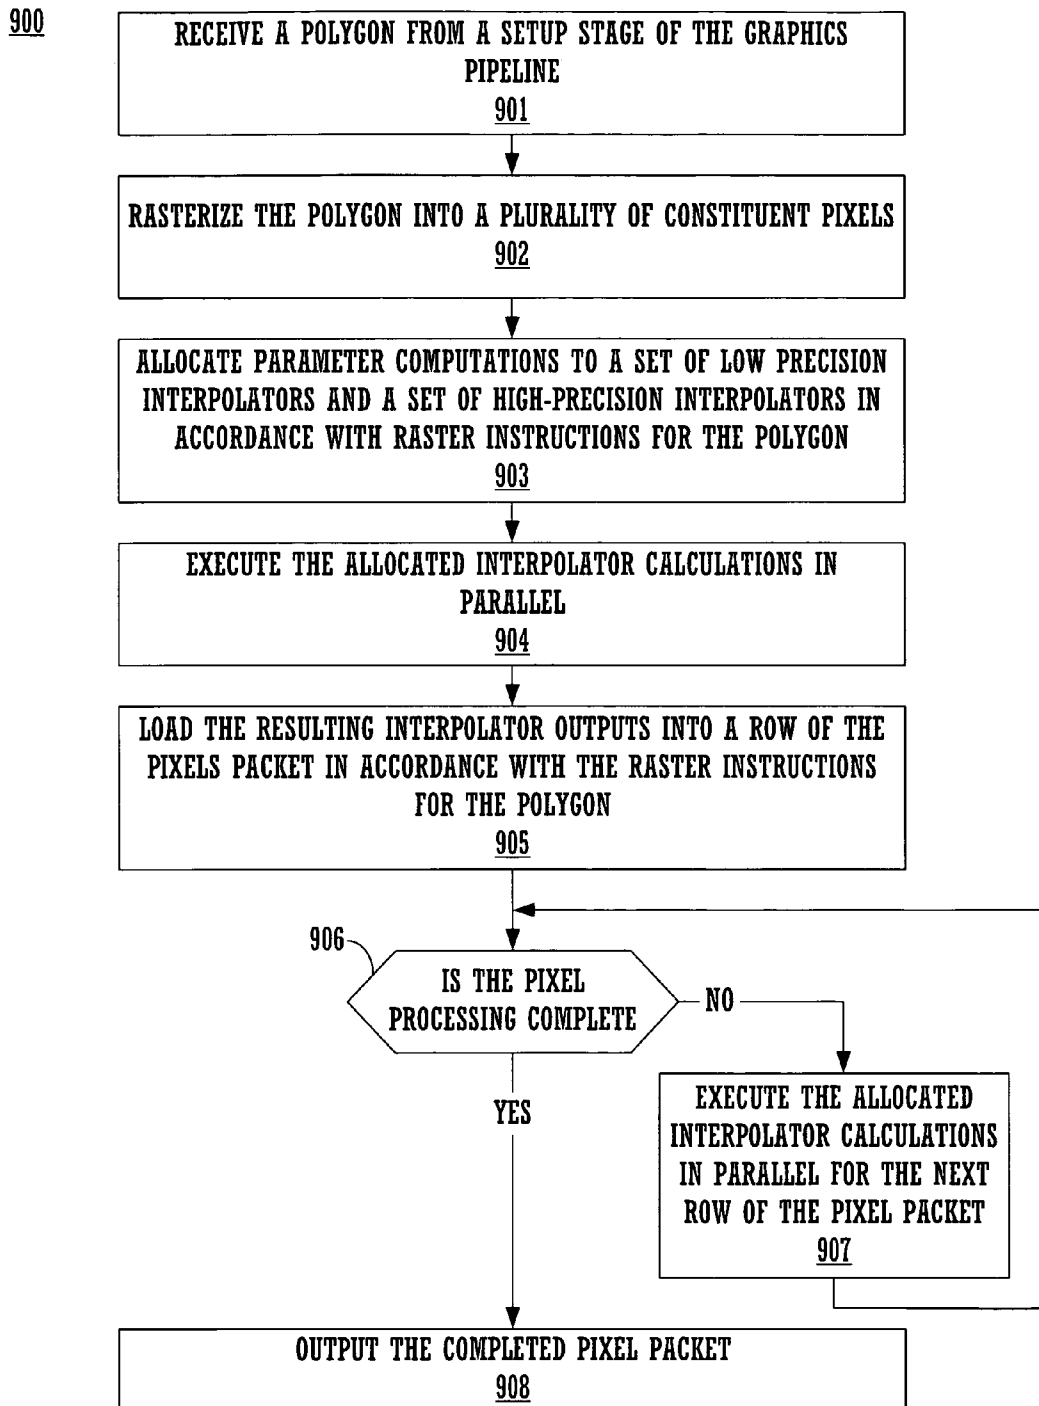 900
RECEIVE A POLYGON FROM A SETUP STAGE OF THE GRAPHICS
PIPELINE
901
RASTERIZE THE POLYGON INTO A PLURALITY OF CONSTITUENT PIXELS
902
ALLOCATE PARAMETER COMPUTATIONS TO A SET OF LOW PRECISION
INTERPOLATORS AND A SET OF HIGH-PRECISION INTERPOLATORS IN
ACCORDANCE WITH RASTER INSTRUCTIONS FOR THE POLYGON
903
EXECUTE THE ALLOCATED INTERPOLATOR CALCULATIONS IN
PARALLEL
904
LOAD THE RESULTING INTERPOLATOR OUTPUTS INTO A ROW OF THE
PIXELS PACKET IN ACCORDANCE WITH THE RASTER INSTRUCTIONS
FOR THE POLYGON
905
906
IS THE PIXEL
PROCESSING COMPLETE
NO
YES
EXECUTE THE ALLOCATED
INTERPOLATOR CALCULATIONS
IN PARALLEL FOR THE NEXT
ROW OF THE PIXEL PACKET
907
OUTPUT THE COMPLETED PIXEL PACKET
908